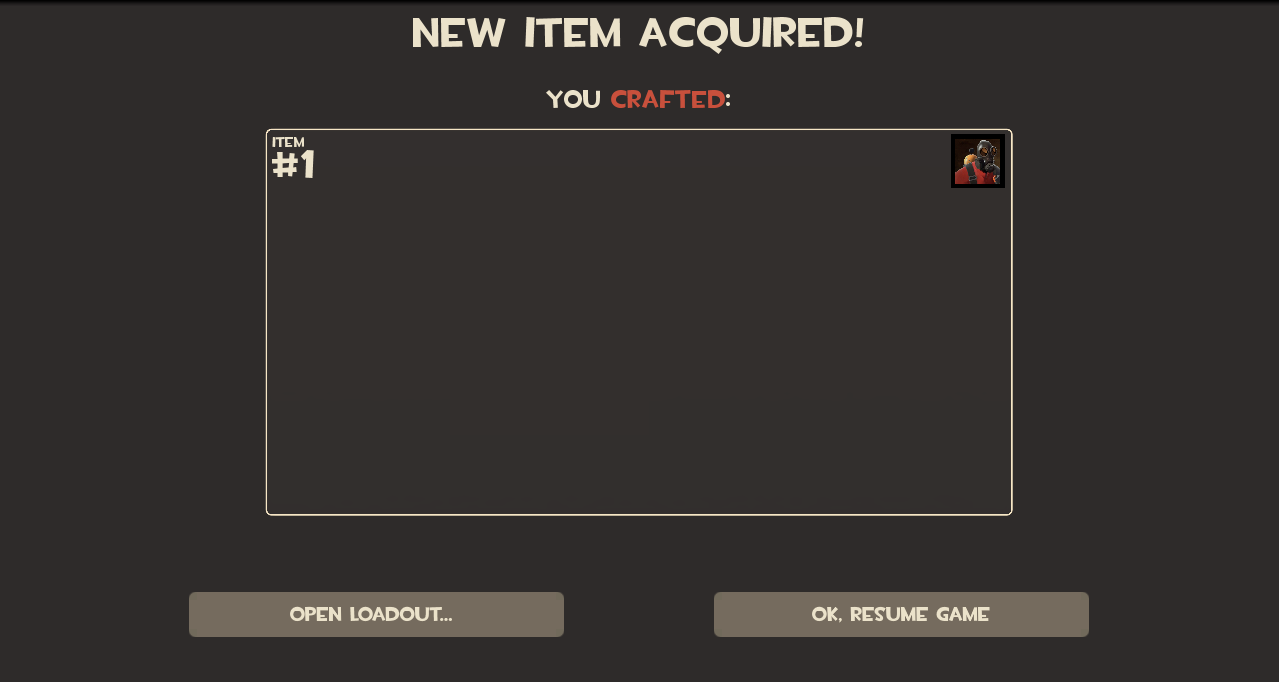 NEW ITEM ACQUIRED!
YOU CRAFTED:
ITEM
#1
OPEN LOADOUT...
OK, RESUME GAME